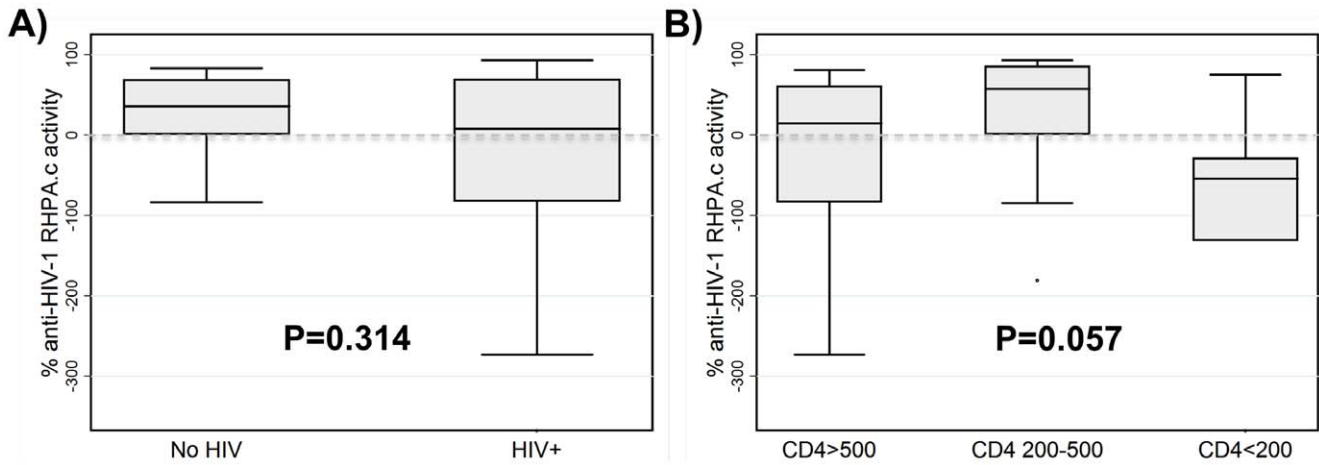 A)
% anti-HIV-1 RHPA.c activity
100
0
-100
-200
-300
P=0.314
No HIV
HIV+
B)
% anti-HIV-1 RHPA.c activity
100
0
-100
-200
-300
P=0.057
CD4>500
CD4 200-500
CD4<200